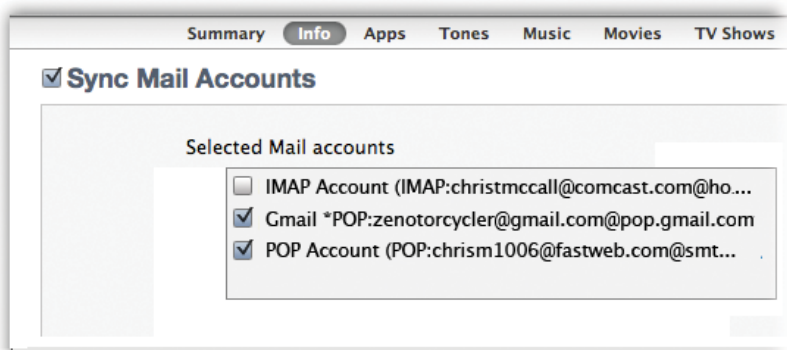 Summary Info Apps Tones Music Movies TV Shows
Sync Mail Accounts
Selected Mail accounts
IMAP Account (IMAP:christmccall@comcast.com@ho....
Gmail *POP:zenotorcycler@gmail.com@pop.gmail.com
POP Account (POP:chrism1006@fastweb.com@smt...